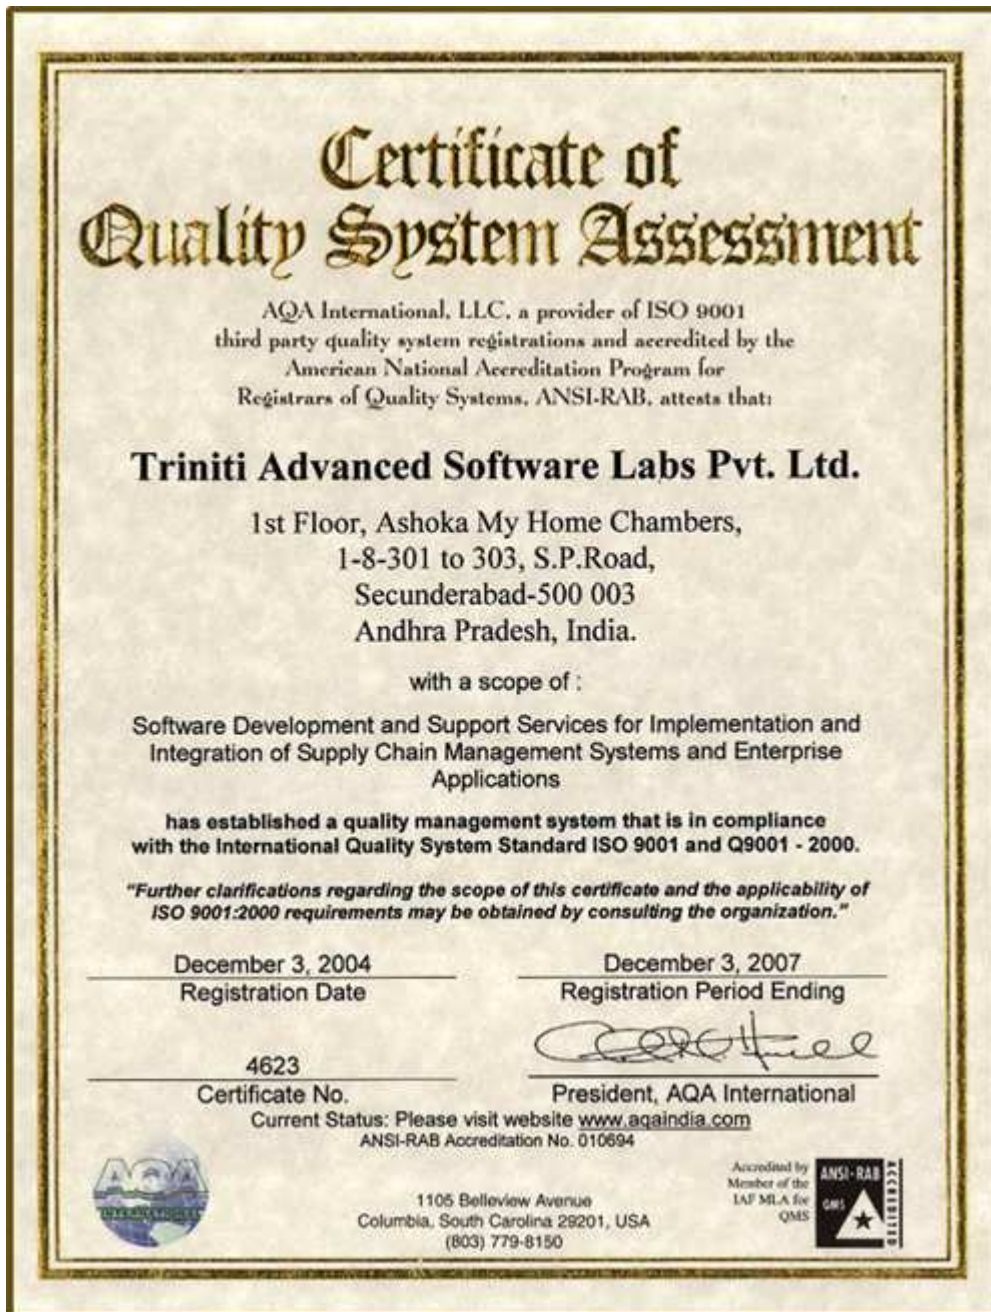 Certificate of
Quality System Assessment
AQA International, LLC, a provider of ISO 9001
third party quality system registrations and accredited by the
American National Accreditation Program for
Registrars of Quality Systems, ANSI-RAB, attests that:
Triniti Advanced Software Labs Pvt. Ltd.
1st Floor, Ashoka My Home Chambers,
1-8-301 to 303, S.P.Road,
Secunderabad-500 003
Andhra Pradesh, India.
with a scope of :
Software Development and Support Services for Implementation and
Integration of Supply Chain Management Systems and Enterprise
Applications
has established a quality management system that is in compliance
with the International Quality System Standard ISO 9001 and Q9001 - 2000.
"Further clarifications regarding the scope of this certificate and the applicability of
ISO 9001:2000 requirements may be obtained by consulting the organization."
December 3, 2004
Registration Date
December 3, 2007
Registration Period Ending
4623
Certificate No.
President, AQA International
Current Status: Please visit website www.aqaindia.com
ANSI-RAB Accreditation No. 010694
AQA
INTERNATIONAL
1105 Belleview Avenue
Columbia, South Carolina 29201, USA
(803) 779-8150
Accredited by
Member of the
IAF MLA for
QMS
ANSI-RAB
QMS
ACCREDITED